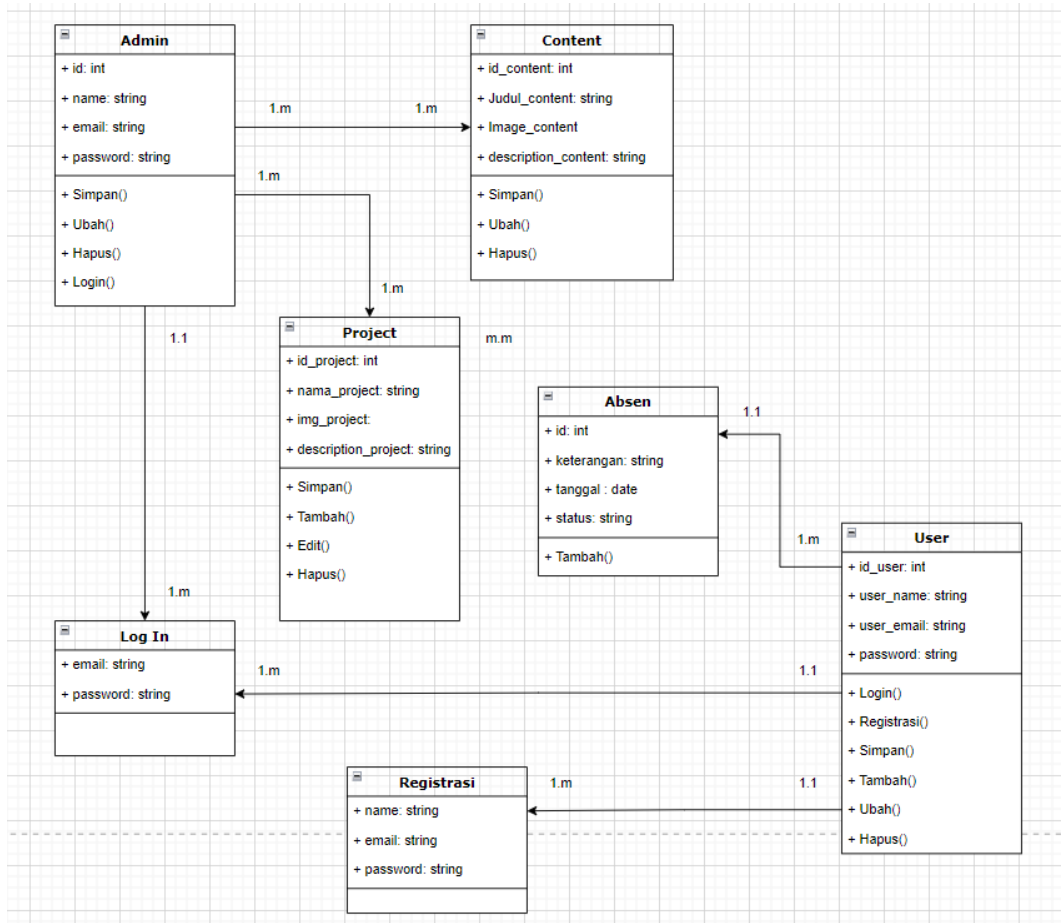 Admin
+ id: int
+ name: string
+ email: string
+ password: string
+ Simpan()
+ Ubah()
+ Hapus()
+ Login()
1.m
1.m
Content
+ id_content: int
+ Judul_content: string
+ Image_content
+ description_content: string
+ Simpan()
+ Ubah()
+ Hapus()
1.m
1.m
1.1
Project
+ id_project: int
+ nama_project: string
+ img_project:
+ description_project: string
+ Simpan()
+ Tambah()
+ Edit()
+ Hapus()
m.m
Absen
+ id: int
+ keterangan: string
+ tanggal : date
+ status: string
+ Tambah()
1.1
1.m
User
+ id_user: int
+ user_name: string
+ user_email: string
+ password: string
+ Login()
+ Registrasi()
+ Simpan()
+ Tambah()
+ Ubah()
+ Hapus()
1.m
Log In
+ email: string
+ password: string
1.m
1.1
Registrasi
+ name: string
+ email: string
+ password: string
1.m
1.1